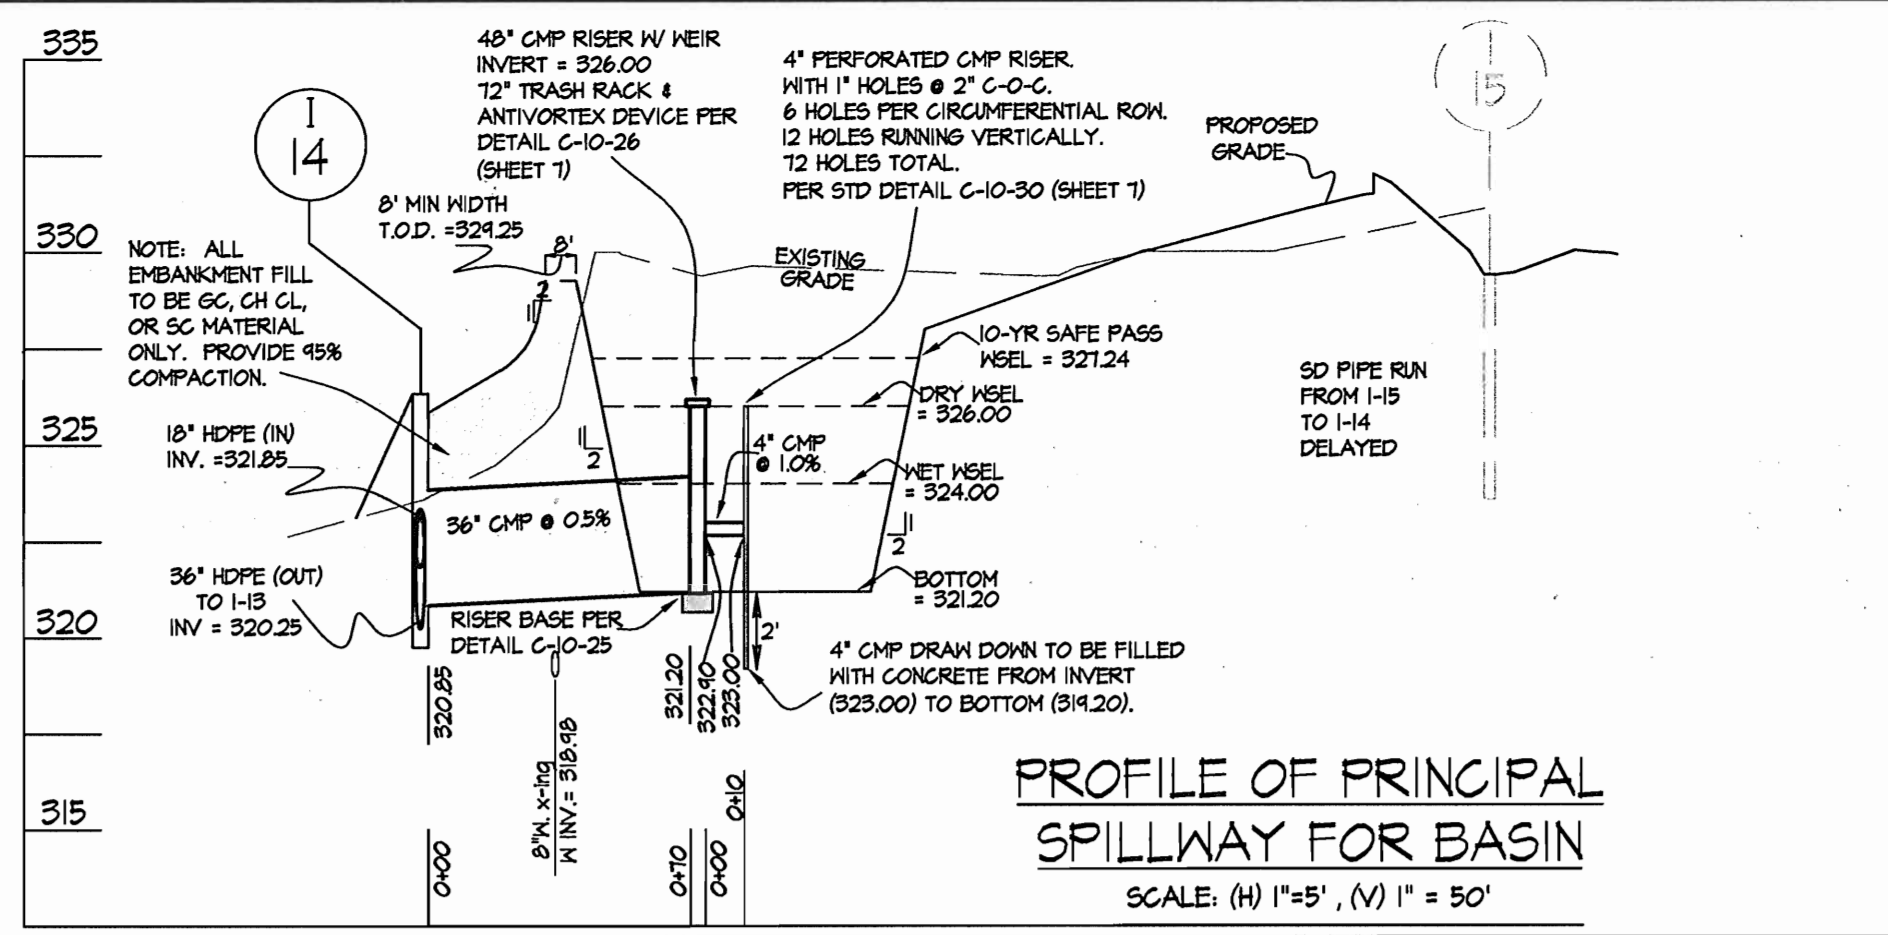 335
330
325
320
315
I
14
48" CMP RISER W/ WEIR
INVERT = 326.00
72" TRASH RACK &
ANTIVORTEX DEVICE PER
DETAIL C-10-26
(SHEET 7)
4" PERFORATED CMP RISER.
WITH 1" HOLES @ 2" C-O-C.
6 HOLES PER CIRCUMFERENTIAL ROW.
12 HOLES RUNNING VERTICALLY.
72 HOLES TOTAL.
PER STD DETAIL C-10-30 (SHEET 7)
I
15
PROPOSED
GRADE
8' MIN WIDTH
T.O.D. =329.25
8'
NOTE: ALL
EMBANKMENT FILL
TO BE GC, CH CL,
OR SC MATERIAL
ONLY. PROVIDE 95%
COMPACTION.
2
1
EXISTING
GRADE
10-YR SAFE PASS
WSEL = 327.24
DRY WSEL
= 326.00
WET WSEL
= 324.00
SD PIPE RUN
FROM I-15
TO I-14
DELAYED
18" HDPE (IN)
INV. =321.85
1
2
4" CMP
@ 1.0%
36" CMP @ 0.5%
1
2
36" HDPE (OUT)
TO I-13
INV = 320.25
BOTTOM
= 321.20
RISER BASE PER
DETAIL C-10-25
2'
4" CMP DRAW DOWN TO BE FILLED
WITH CONCRETE FROM INVERT
(323.00) TO BOTTOM (319.20).
320.85
321.20
322.90
323.00
8"W. x-ing
W INV.= 318.98
0+00
0+70
0+00
0+10
PROFILE OF PRINCIPAL
SPILLWAY FOR BASIN
SCALE: (H) 1"=5' , (V) 1" = 50'